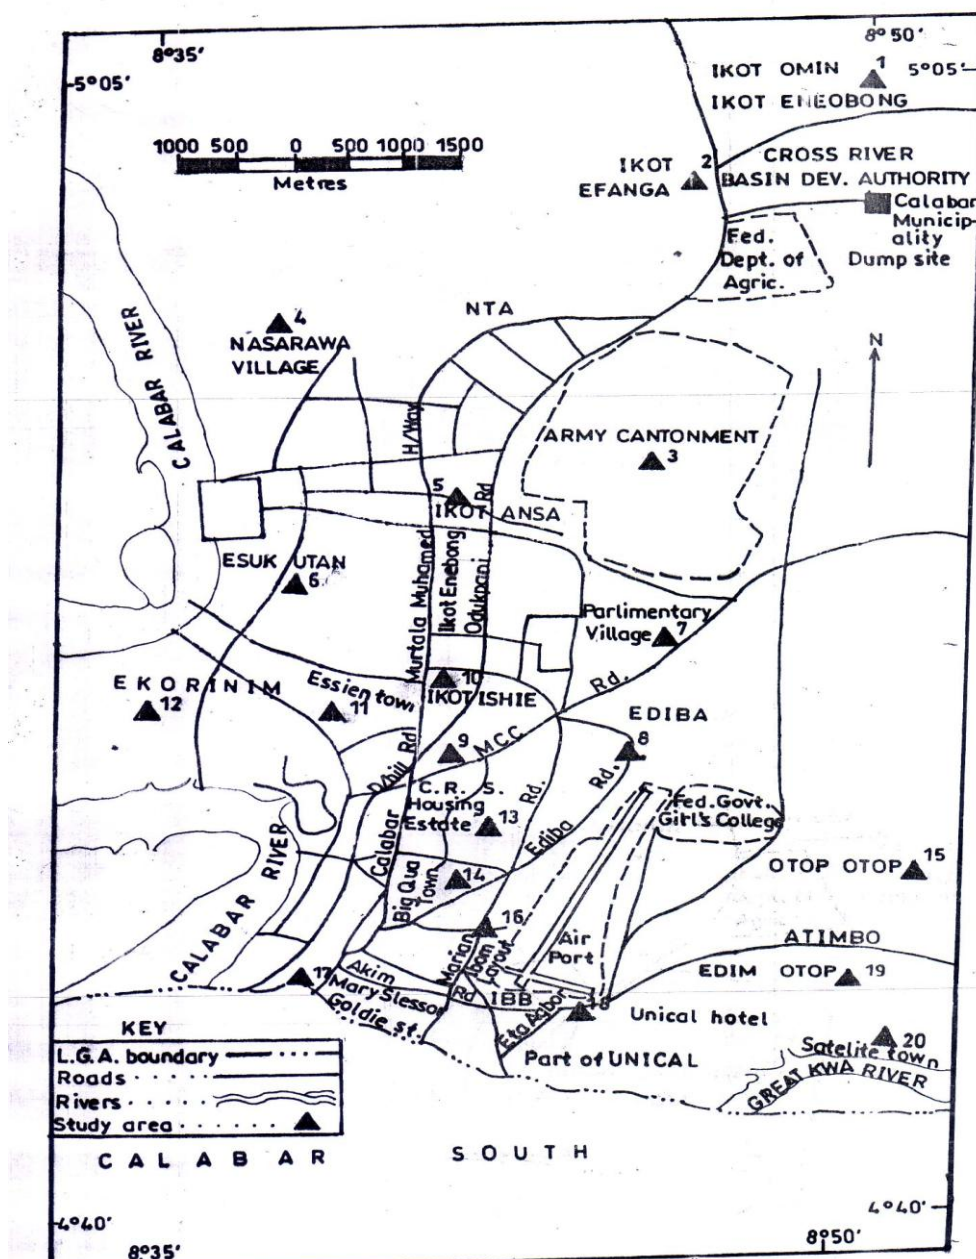 8°35'
8°50'
5°05'
IKOT OMIN
1
5°05'
IKOT ENEOBONG
1000 500 0 500 1000 1500
Metres
2
IKOT
EFANGA
CROSS RIVER
BASIN DEV. AUTHORITY
Calabar
Municip-
ality
Dump site
Fed.
Dept. of
Agric.
NTA
N
4
NASARAWA
VILLAGE
CALABAR RIVER
H/Way
ARMY CANTONMENT
3
5
Rd
IKOT ANSA
ESUK UTAN
6
Murtala Muhamed
Ikot Enebong
Odukpani
Parlimentary
Village
7
10
IKOT ISHIE
EKORINIM
12
Essien town
11
Rd.
EDIBA
8
9
M.C.C.
D/hill Rd
C.R. S.
Housing
Estate
13
Rd.
Rd.
Ediba
Fed. Govt.
Girl's College
CALABAR RIVER
Calabar
Big Qua
Town
14
OTOP OTOP
15
16
Marian
Ibom
Layout
Air
Port
ATIMBO
EDIM OTOP
19
17
Akim
Mary Slessor
Goldie st.
Rd
IBB
Eta Agbor
18
Unical hotel
20
Satelite town
GREAT KWA RIVER
Part of UNICAL
KEY
L.G.A. boundary
Roads
Rivers
Study area
CALABAR SOUTH
4°40'
4°40'
8°35'
8°50'